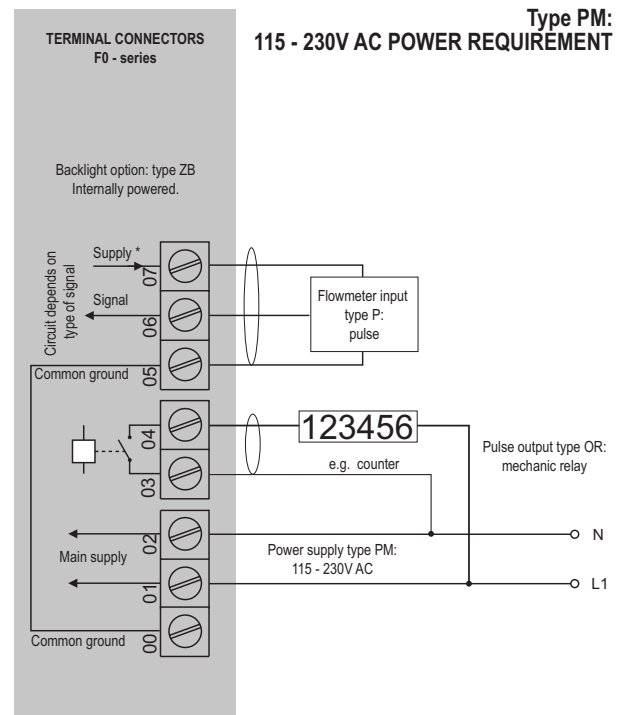 Type PM:
115 - 230V AC POWER REQUIREMENT
TERMINAL CONNECTORS
F0 - series
Backlight option: type ZB
Internally powered.
Circuit depends on
type of signal
Supply *
07
Signal
06
Common ground
05
Flowmeter input
type P:
pulse
04
03
123456
e.g. counter
Pulse output type OR:
mechanic relay
02
Main supply
01
Power supply type PM:
115 - 230V AC
N
L1
Common ground
00